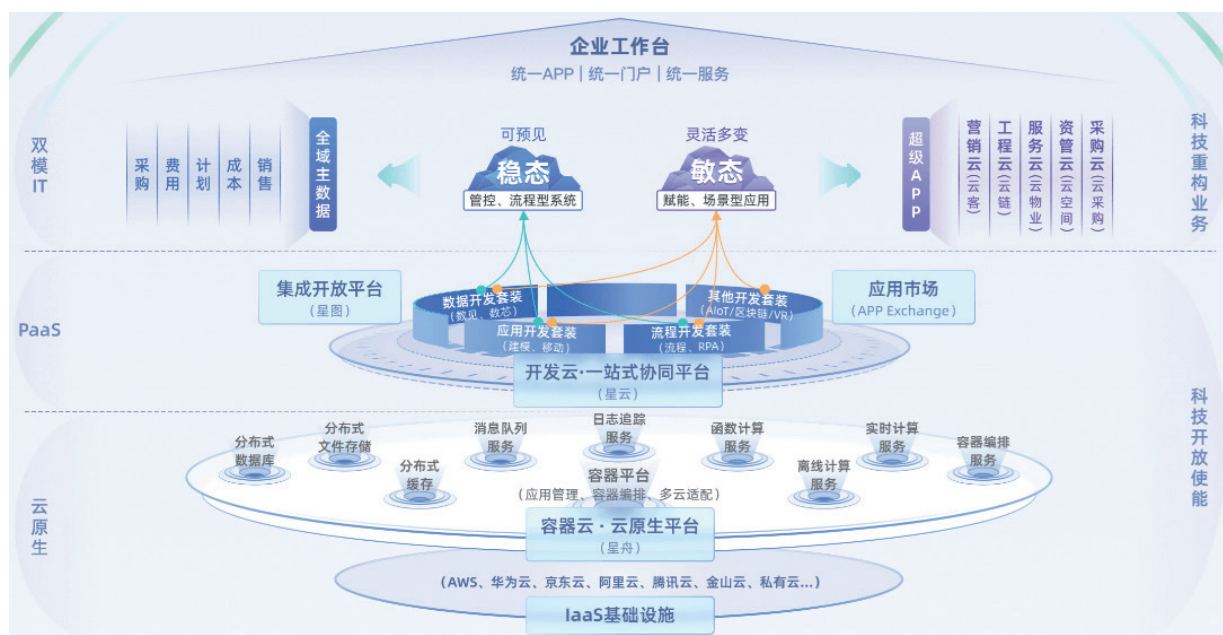 企业工作台
统一APP | 统一门户 | 统一服务
双模IT
采购
费用
计划
成本
销售
全域主数据
可预见
稳态
管控、流程型系统
灵活多变
敏态
赋能、场景型应用
超级APP
营销云(云客)
工程云(云链)
服务云(云物业)
资管云(云空间)
采购云(云采购)
科技重构业务
PaaS
集成开放平台
(星图)
数据开发套装
(数见、数芯)
其他开发套装
(AIoT/区块链/VR)
应用开发套装
(建模、移动)
流程开发套装
(流程、RPA)
应用市场
(APP Exchange)
开发云·一站式协同平台
(星云)
科技开放使能
云原生
分布式
数据库
分布式
文件存储
分布式
缓存
消息队列
服务
日志追踪
服务
函数计算
服务
离线计算
服务
实时计算
服务
容器编排
服务
容器平台
(应用管理、容器编排、多云适配)
容器云·云原生平台
(星舟)
(AWS、华为云、京东云、阿里云、腾讯云、金山云、私有云...)
IaaS基础设施